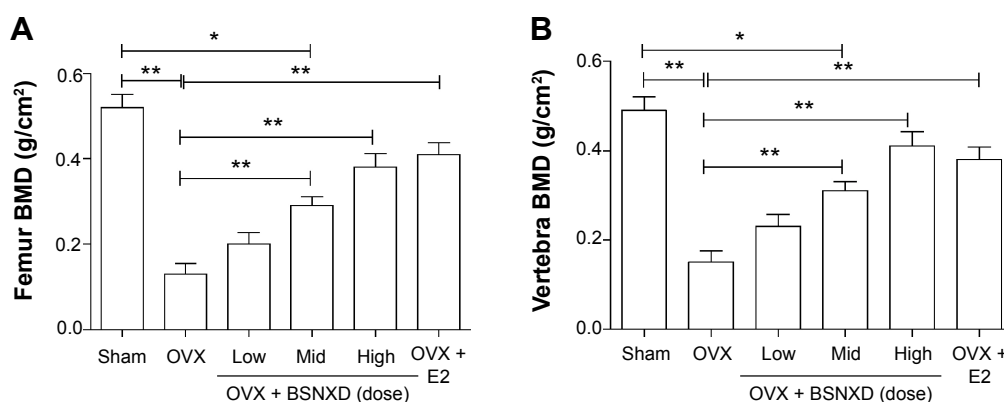 A
Femur BMD (g/cm²)
0.6
0.4
0.2
0.0
*
**
**
**
**
Sham
OVX
Low
Mid
High
OVX +
E2
OVX + BSNXD (dose)
B
Vertebra BMD (g/cm²)
0.6
0.4
0.2
0.0
*
**
**
**
**
Sham
OVX
Low
Mid
High
OVX +
E2
OVX + BSNXD (dose)